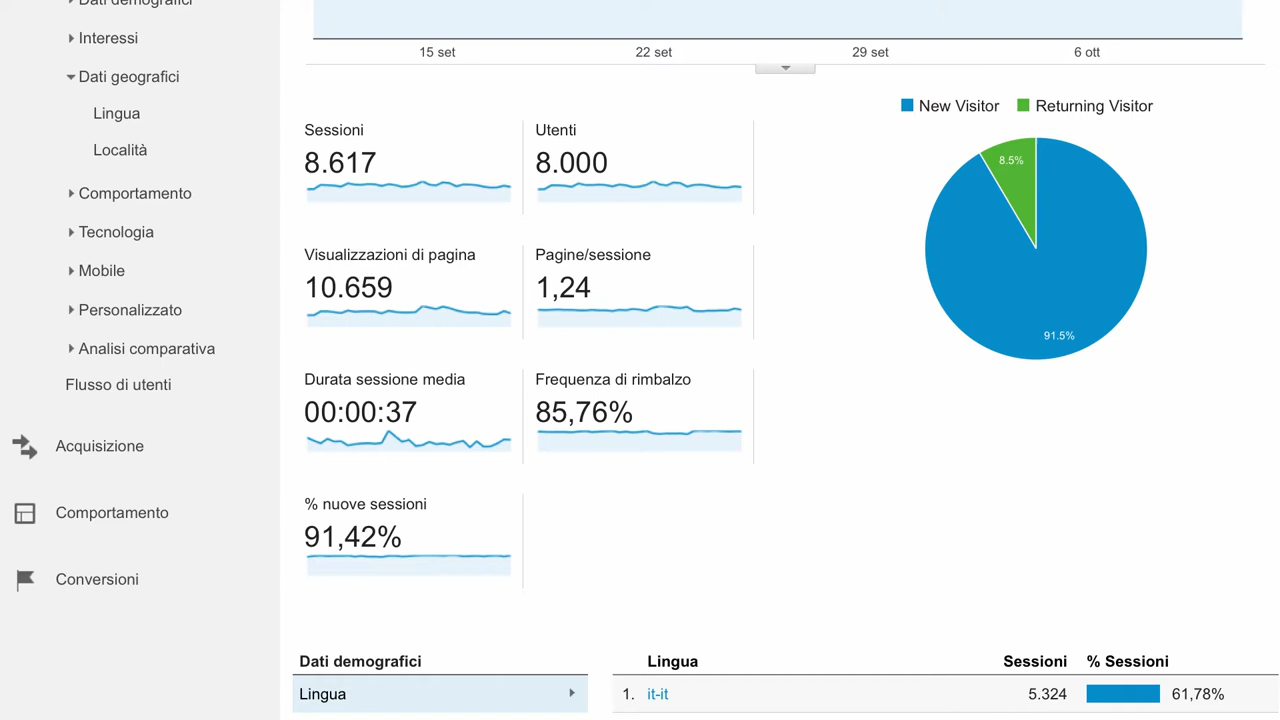 Dati demografici
Interessi
Dati geografici
Lingua
Località
Comportamento
Tecnologia
Mobile
Personalizzato
Analisi comparativa
Flusso di utenti
Acquisizione
Comportamento
Conversioni
15 set 22 set 29 set 6 ott
New Visitor Returning Visitor
Sessioni
8.617
Utenti
8.000
8.5%
91.5%
Visualizzazioni di pagina
10.659
Pagine/sessione
1,24
Durata sessione media
00:00:37
Frequenza di rimbalzo
85,76%
% nuove sessioni
91,42%
Dati demografici
Lingua
Lingua Sessioni % Sessioni
1. it-it 5.324 61,78%